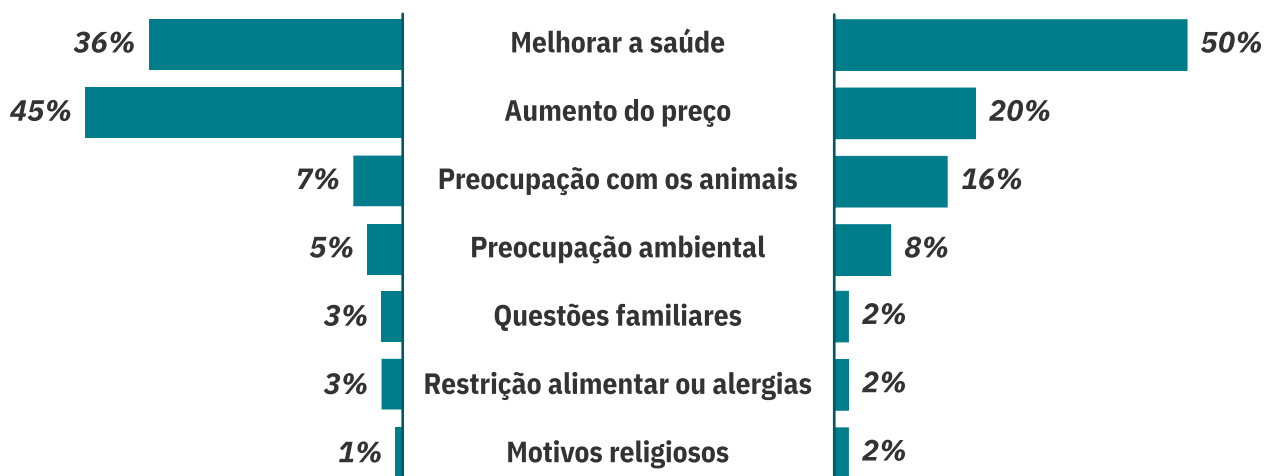 36% Melhorar a saúde 50%
45% Aumento do preço 20%
7% Preocupação com os animais 16%
5% Preocupação ambiental 8%
3% Questões familiares 2%
3% Restrição alimentar ou alergias 2%
1% Motivos religiosos 2%